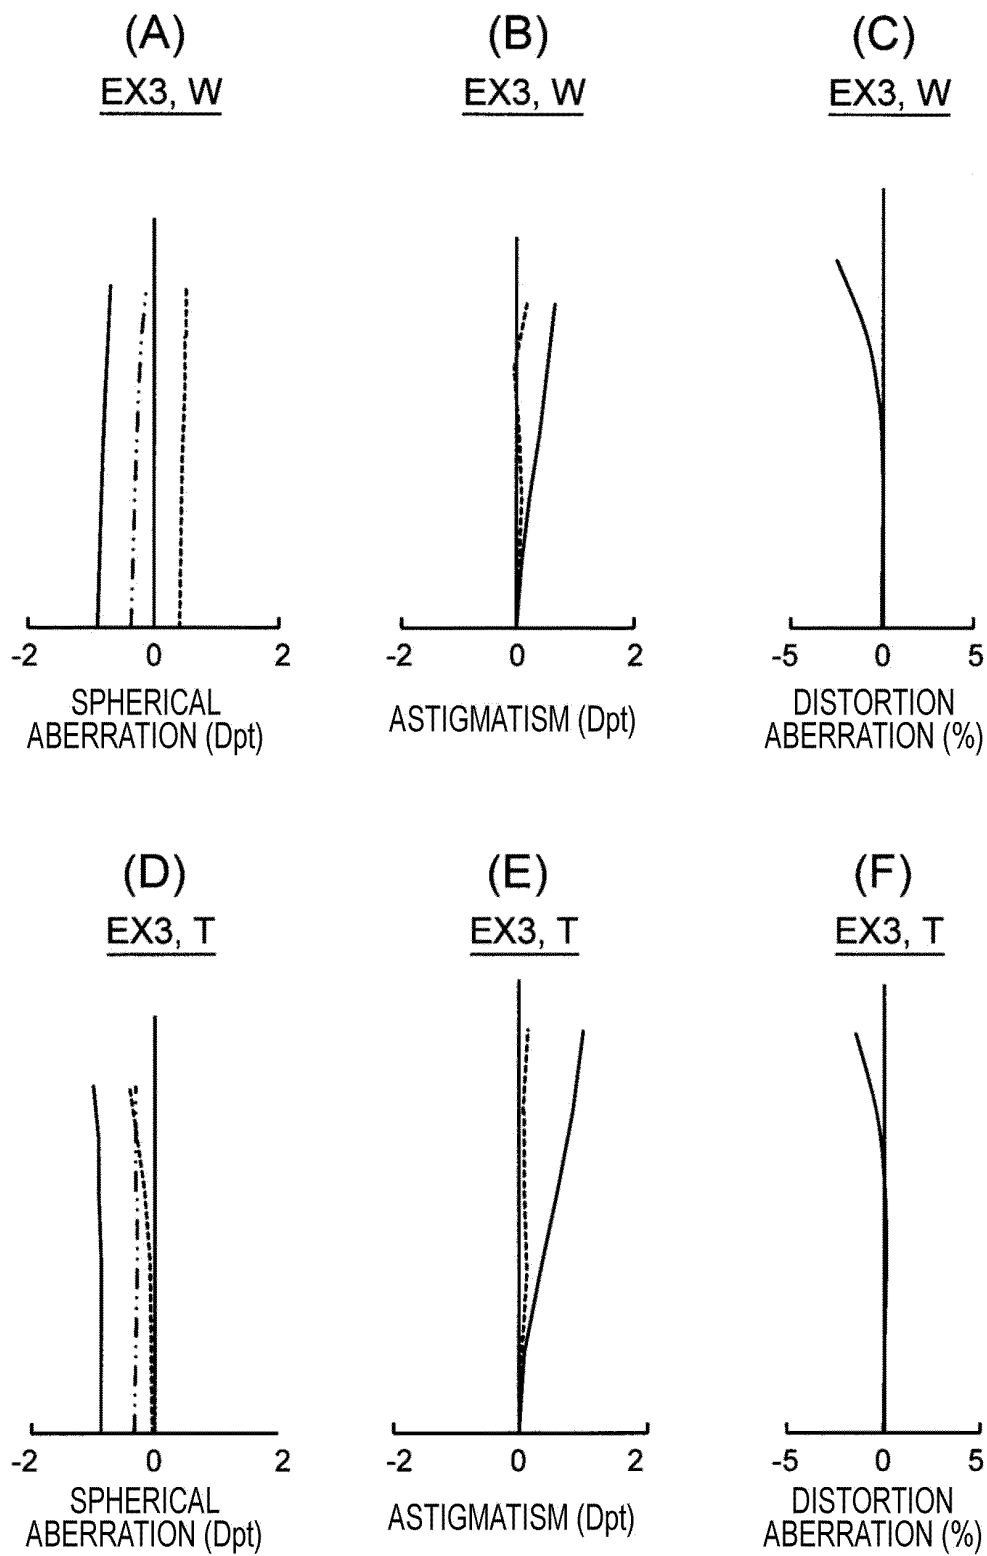 (A) (B) (C)
EX3, W EX3, W EX3, W
-2 0 2 -2 0 2 -5 0 5
SPHERICAL
ABERRATION (Dpt)
ASTIGMATISM (Dpt)
DISTORTION
ABERRATION (%)
(D) (E) (F)
EX3, T EX3, T EX3, T
-2 0 2 -2 0 2 -5 0 5
SPHERICAL
ABERRATION (Dpt)
ASTIGMATISM (Dpt)
DISTORTION
ABERRATION (%)